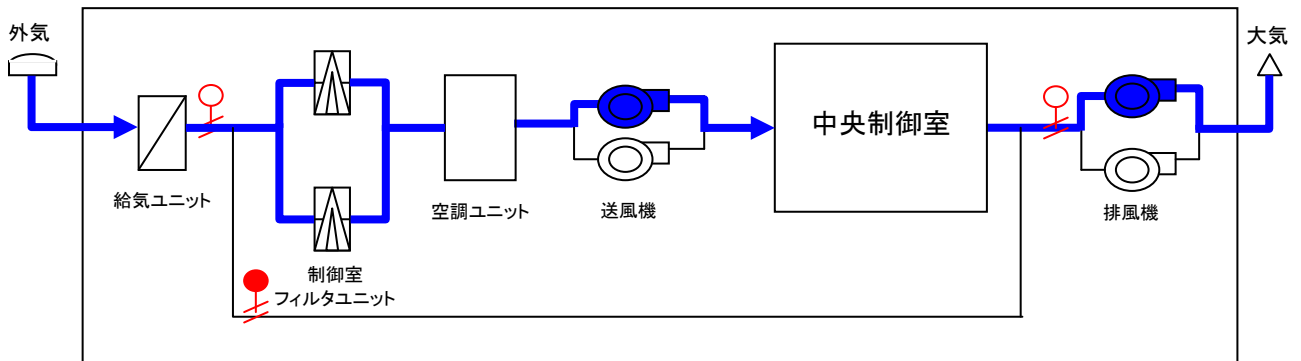 外気
大気
中央制御室
給気ユニット
空調ユニット
送風機
排風機
制御室
フィルタユニット